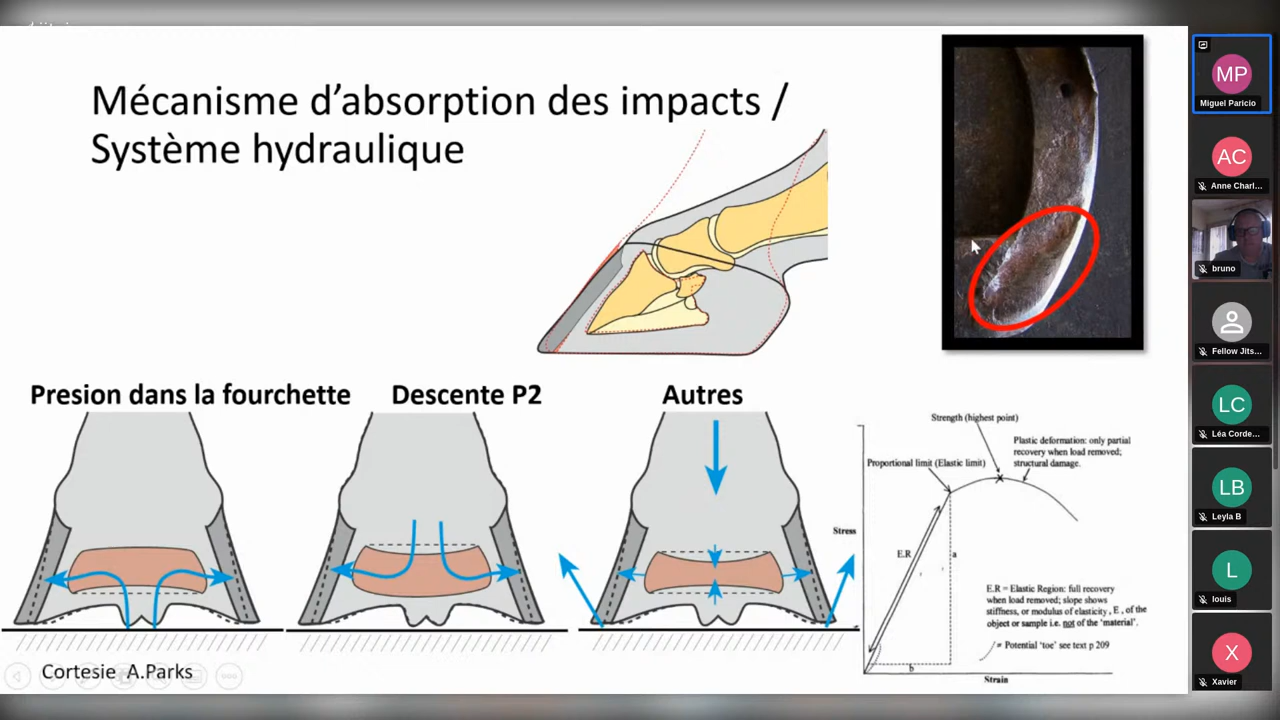 Mécanisme d'absorption des impacts /
Système hydraulique
Presion dans la fourchette
Descente P2
Autres
Strength (highest point)
Plastic deformation: only partial
recovery when load removed;
structural damage.
Proportional limit (Elastic limit)
Stress
E.R
a
E.R = Elastic Region: full recovery
when load removed; slope shows
stiffness, or modulus of elasticity, E, of the
object or sample i.e. not of the 'material'.
= Potential 'toe' see text p 209
b
Strain
Cortesie A.Parks
MP
Miguel Paricio
AC
Anne Charl...
bruno
Fellow Jits...
LC
Léa Corde...
LB
Leyla B
L
louis
X
Xavier